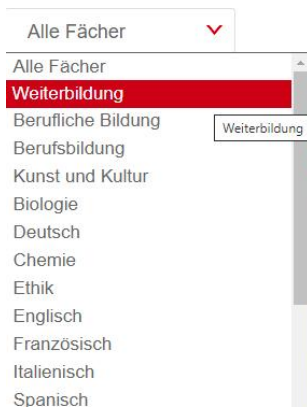 Alle Fächer
Alle Fächer
Weiterbildung
Berufliche Bildung
Weiterbildung
Berufsbildung
Kunst und Kultur
Biologie
Deutsch
Chemie
Ethik
Englisch
Französisch
Italienisch
Spanisch